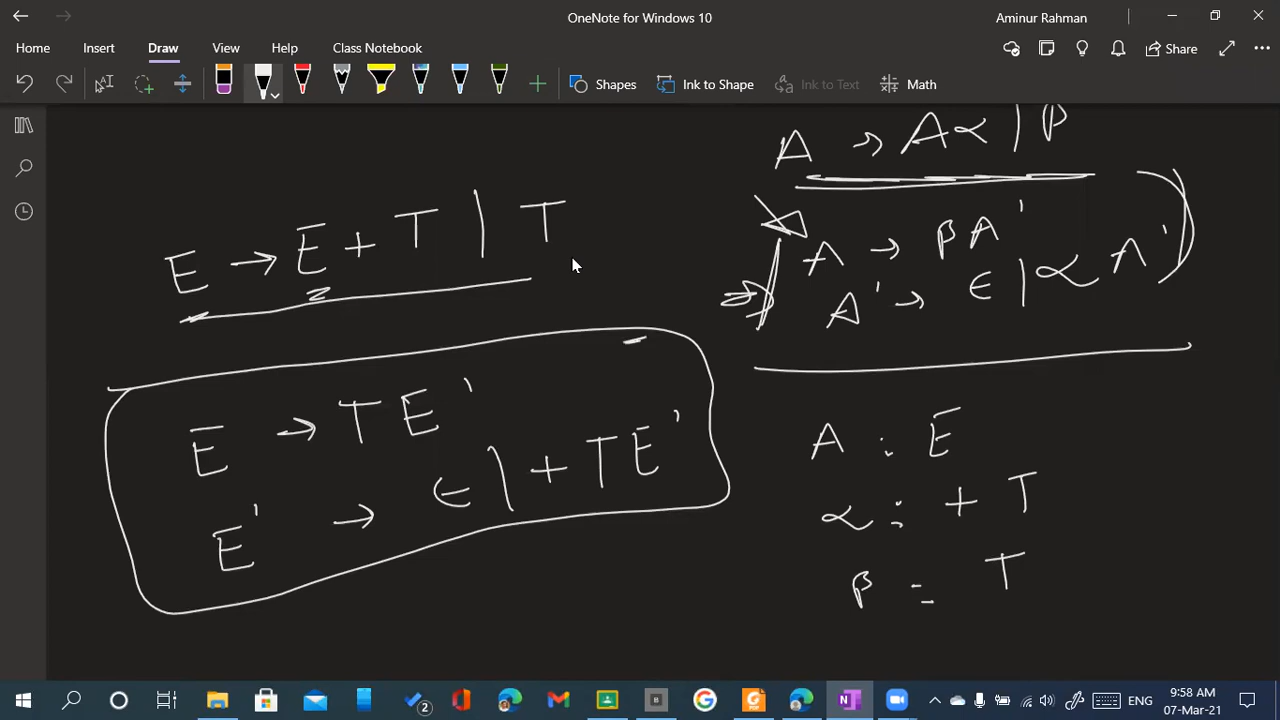 OneNote for Windows 10
Aminur Rahman
Home Insert Draw View Help Class Notebook
Share
Shapes Ink to Shape Ink to Text Math
A → Aα | β
E → E + T | T
A → βA'
A' → ∈ | αA'
E → TE'
E' → ∈ | + TE'
A : E
α : + T
β = T
2
ENG
9:58 AM
07-Mar-21